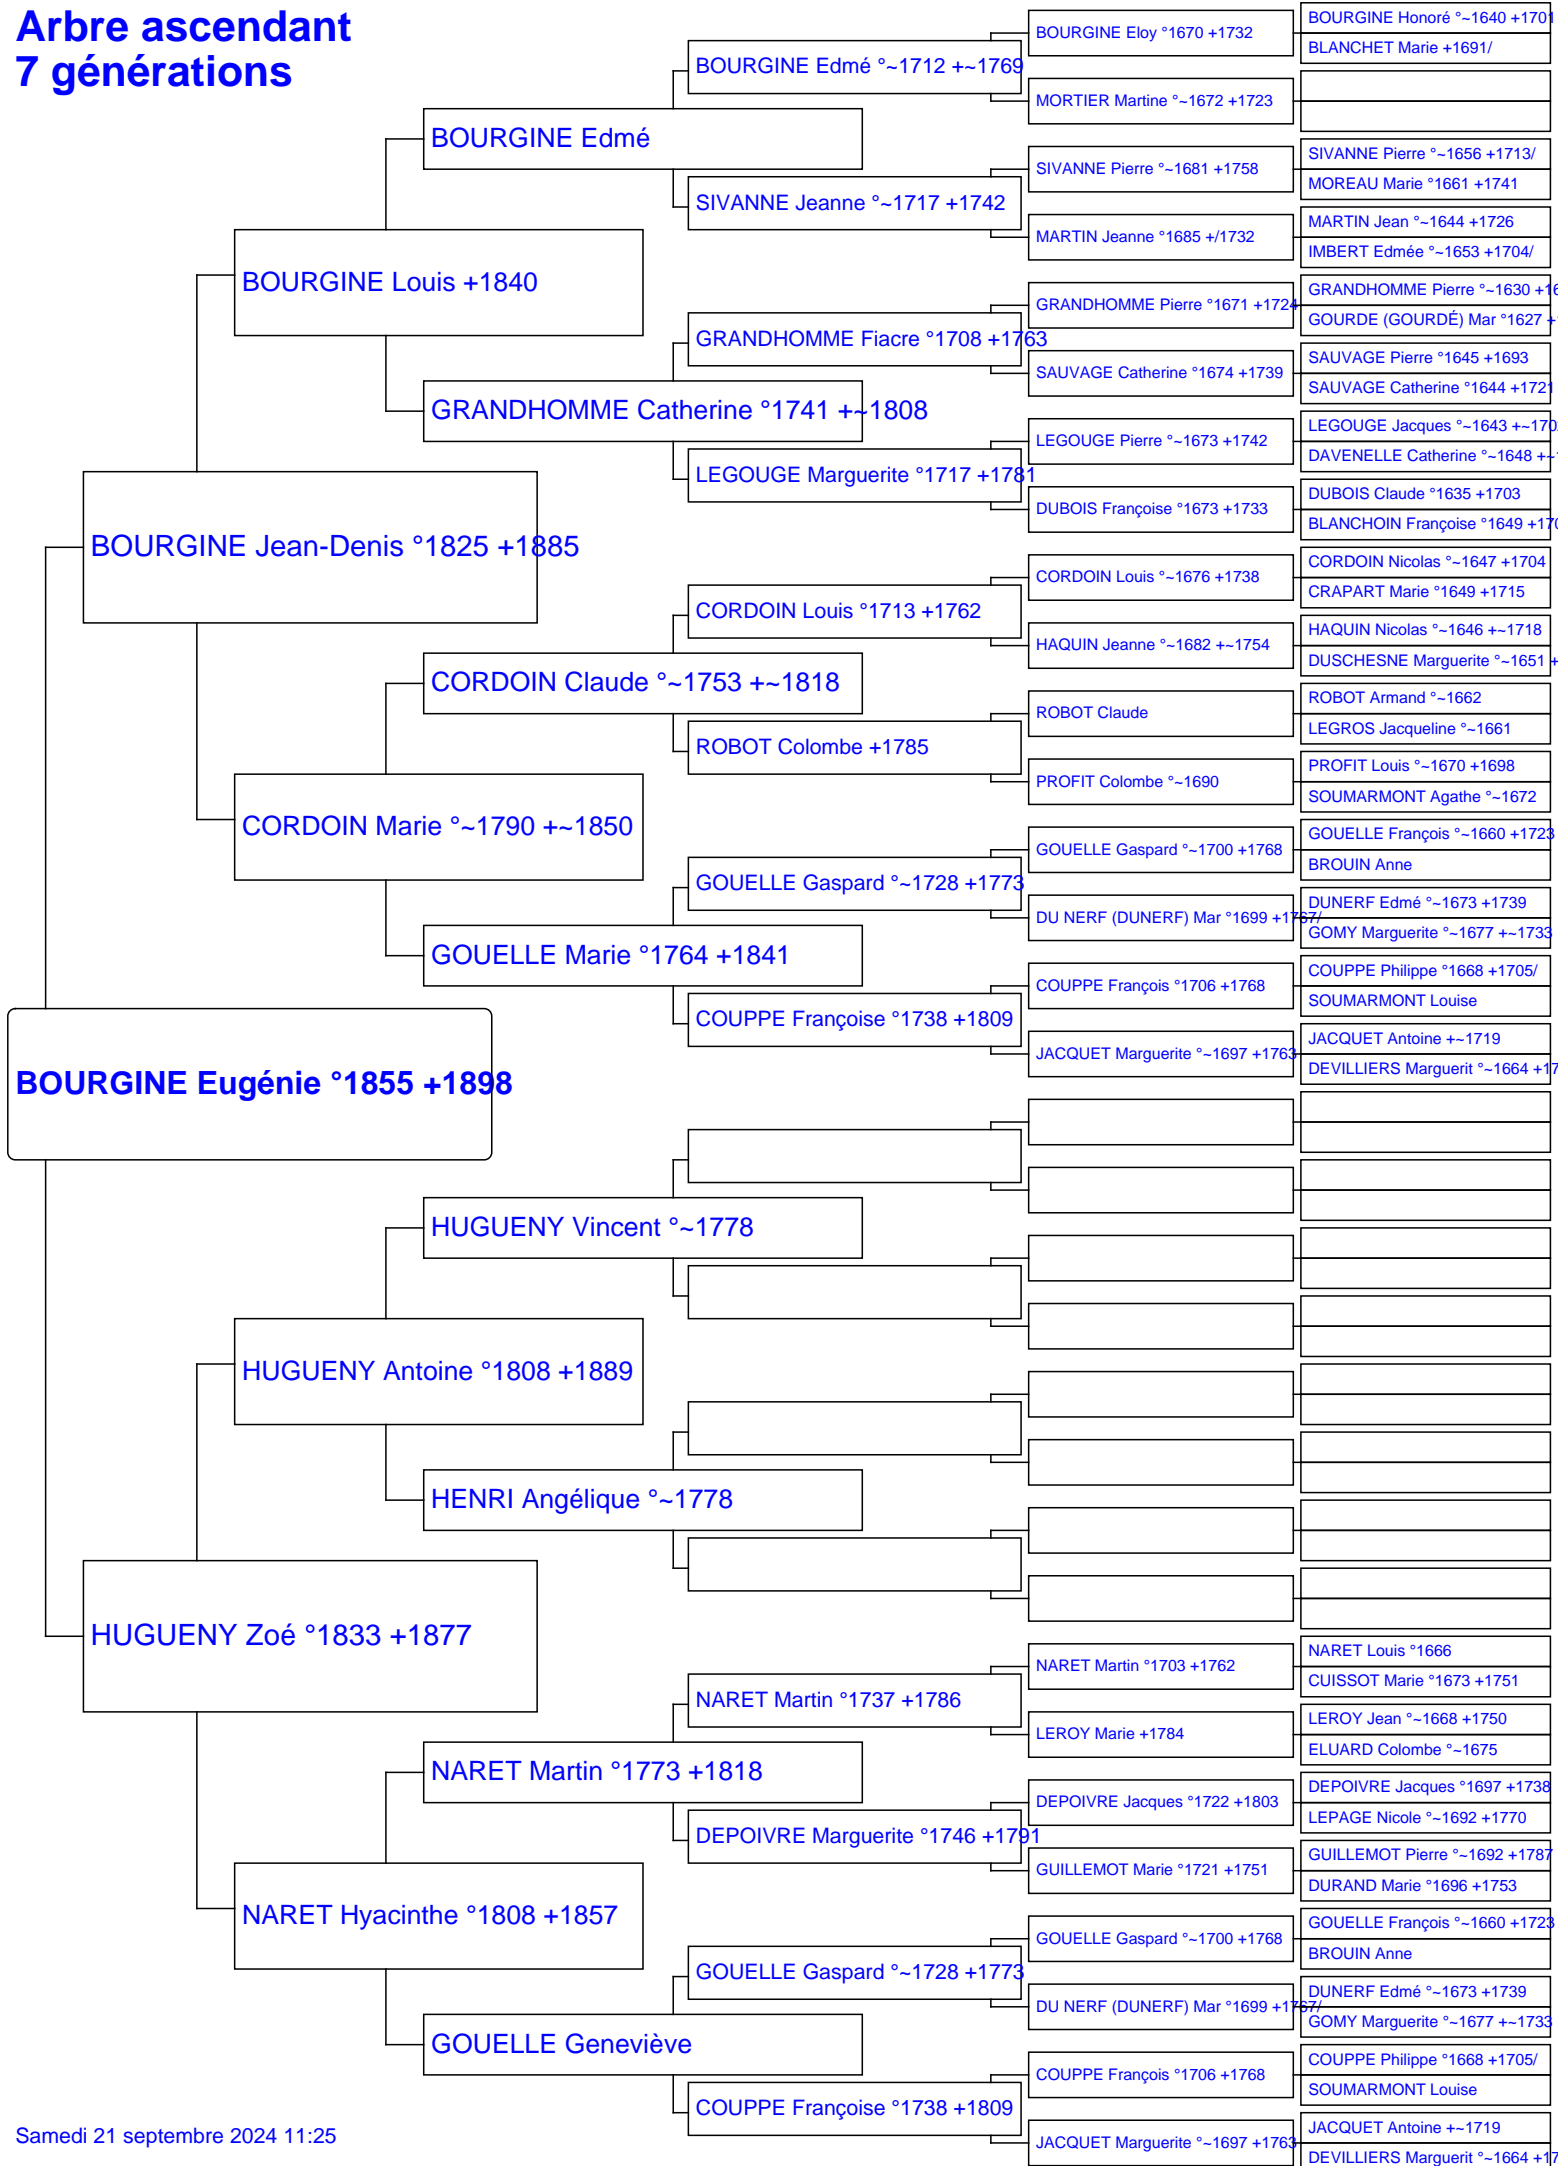 Arbre ascendant
7 générations
BOURGINE Eugénie °1855 +1898
BOURGINE Jean-Denis °1825 +1885
HUGUENY Zoé °1833 +1877
BOURGINE Louis +1840
CORDOIN Marie °~1790 +~1850
HUGUENY Antoine °1808 +1889
NARET Hyacinthe °1808 +1857
BOURGINE Edmé
GRANDHOMME Catherine °1741 +~1808
CORDOIN Claude °~1753 +~1818
GOUELLE Marie °1764 +1841
HUGUENY Vincent °~1778
HENRI Angélique °~1778
NARET Martin °1773 +1818
GOUELLE Geneviève
BOURGINE Edmé °~1712 +~1769
SIVANNE Jeanne °~1717 +1742
GRANDHOMME Fiacre °1708 +1763
LEGOUGE Marguerite °1717 +1781
CORDOIN Louis °1713 +1762
ROBOT Colombe +1785
GOUELLE Gaspard °~1728 +1773
COUPPE Françoise °1738 +1809
NARET Martin °1737 +1786
DEPOIVRE Marguerite °1746 +1791
GOUELLE Gaspard °~1728 +1773
COUPPE Françoise °1738 +1809
BOURGINE Eloy °1670 +1732
MORTIER Martine °~1672 +1723
SIVANNE Pierre °~1681 +1758
MARTIN Jeanne °1685 +/1732
GRANDHOMME Pierre °1671 +1724
SAUVAGE Catherine °1674 +1739
LEGOUGE Pierre °~1673 +1742
DUBOIS Françoise °1673 +1733
CORDOIN Louis °~1676 +1738
HAQUIN Jeanne °~1682 +~1754
ROBOT Claude
PROFIT Colombe °~1690
GOUELLE Gaspard °~1700 +1768
DU NERF (DUNERF) Mar °1699 +1767/
COUPPE François °1706 +1768
JACQUET Marguerite °~1697 +1763
NARET Martin °1703 +1762
LEROY Marie +1784
DEPOIVRE Jacques °1722 +1803
GUILLEMOT Marie °1721 +1751
GOUELLE Gaspard °~1700 +1768
DU NERF (DUNERF) Mar °1699 +1767/
COUPPE François °1706 +1768
JACQUET Marguerite °~1697 +1763
BOURGINE Honoré °~1640 +1701
BLANCHET Marie +1691/
SIVANNE Pierre °~1656 +1713/
MOREAU Marie °1661 +1741
MARTIN Jean °~1644 +1726
IMBERT Edmée °~1653 +1704/
GRANDHOMME Pierre °~1630
GOURDE (GOURDÉ) Mar °1627
SAUVAGE Pierre °1645 +1693
SAUVAGE Catherine °1644 +1721
LEGOUGE Jacques °~1643
DAVENELLE Catherine °~1648
DUBOIS Claude °1635 +1703
BLANCHOIN Françoise °1649
CORDOIN Nicolas °~1647 +1704
CRAPART Marie °1649 +1715
HAQUIN Nicolas °~1646 +~1718
DUSCHESNE Marguerite °~1651
ROBOT Armand °~1662
LEGROS Jacqueline °~1661
PROFIT Louis °~1670 +1698
SOUMARMONT Agathe °~1672
GOUELLE François °~1660 +1723
BROUIN Anne
DUNERF Edmé °~1673 +1739
GOMY Marguerite °~1677 +~1733
COUPPE Philippe °1668 +1705/
SOUMARMONT Louise
JACQUET Antoine +~1719
DEVILLIERS Marguerit °~1664
NARET Louis °1666
CUISSOT Marie °1673 +1751
LEROY Jean °~1668 +1750
ELUARD Colombe °~1675
DEPOIVRE Jacques °1697 +1738
LEPAGE Nicole °~1692 +1770
GUILLEMOT Pierre °~1692 +1787
DURAND Marie °1696 +1753
GOUELLE François °~1660 +1723
BROUIN Anne
DUNERF Edmé °~1673 +1739
GOMY Marguerite °~1677 +~1733
COUPPE Philippe °1668 +1705/
SOUMARMONT Louise
JACQUET Antoine +~1719
DEVILLIERS Marguerit °~1664
Samedi 21 septembre 2024 11:25